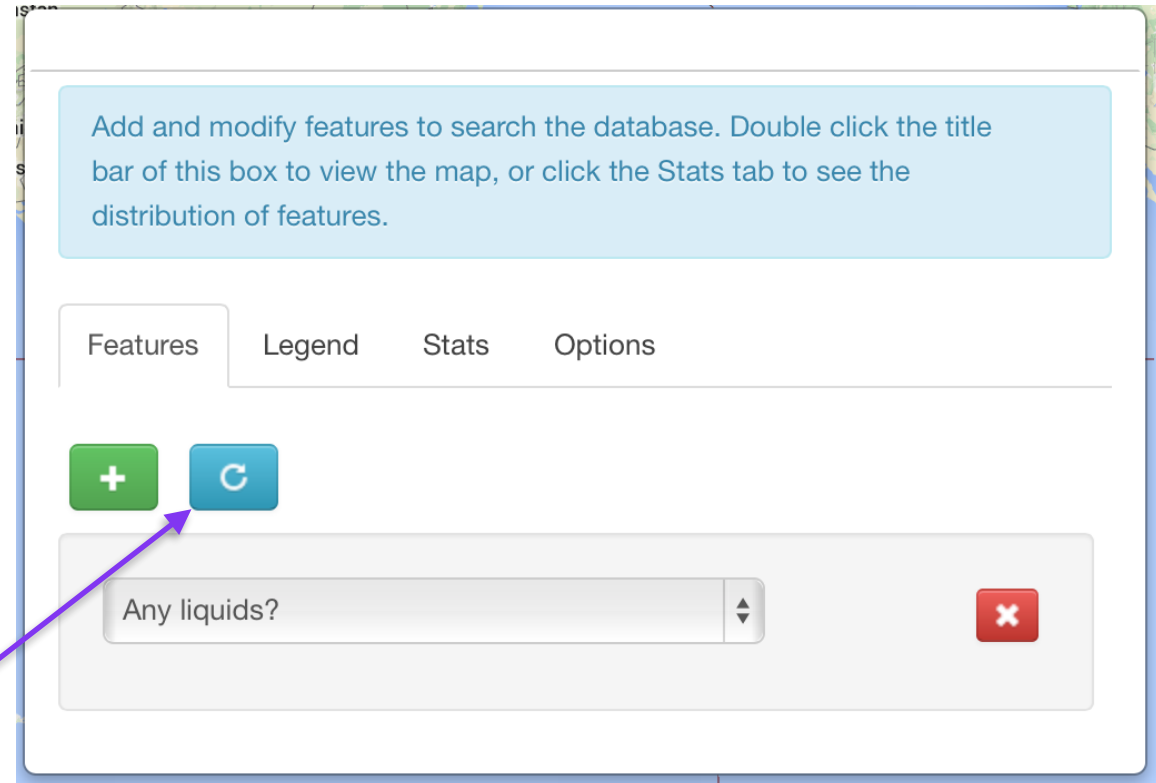 Add and modify features to search the database. Double click the title
bar of this box to view the map, or click the Stats tab to see the
distribution of features.
Features Legend Stats Options
Any liquids?